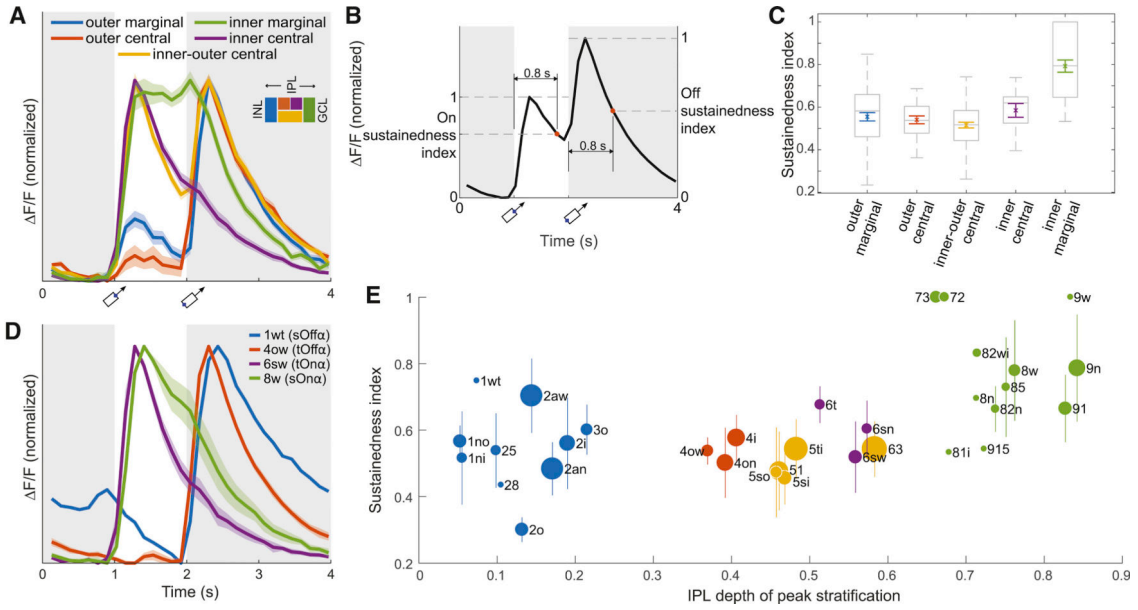 A
outer marginal
inner marginal
outer central
inner central
inner-outer central
INL
IPL
GCL
ΔF/F (normalized)
0
1
2
3
4
B
ΔF/F (normalized)
1
On
sustainedness
index
0
0.8 s
0.8 s
1
Off
sustainedness
index
0
0
4
Time (s)
C
Sustainedness index
1
0.8
0.6
0.4
0.2
outer
marginal
outer
central
inner-outer
central
inner
central
inner
marginal
D
1wt (sOffα)
4ow (tOffα)
6sw (tOnα)
8w (sOnα)
ΔF/F (normalized)
0
1
2
3
4
Time (s)
E
Sustainedness index
1
0.8
0.6
0.4
0.2
73
72
9w
82wi
8w
9n
1wt
85
2aw
8n
82n
91
6t
3o
1no
25
2i
4i
6sn
1ni
4ow
5ti
63
81i
915
2an
4on
51
6sw
28
5so
5si
2o
0
0.1
0.2
0.3
0.4
0.5
0.6
0.7
0.8
0.9
IPL depth of peak stratification